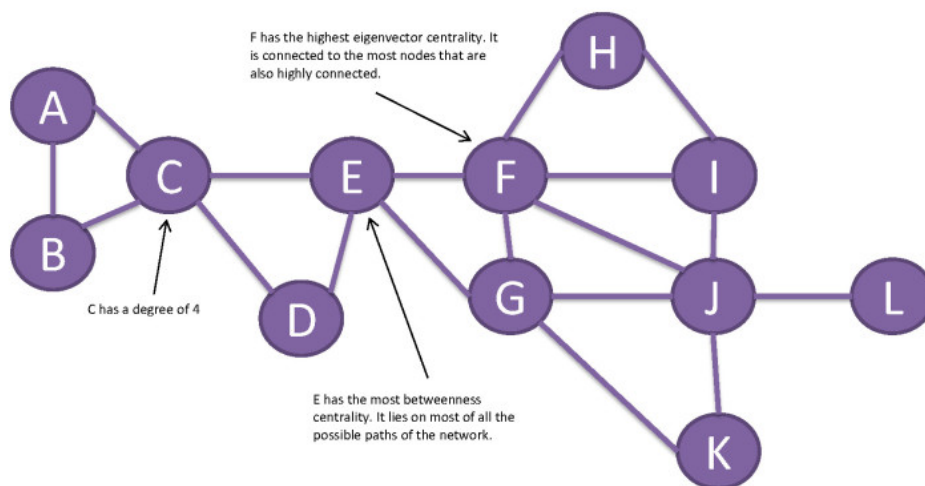 F has the highest eigenvector centrality. It
is connected to the most nodes that are
also highly connected.
H
A
C
E
F
I
B
G
J
L
D
C has a degree of 4
E has the most betweenness
centrality. It lies on most of all the
possible paths of the network.
K